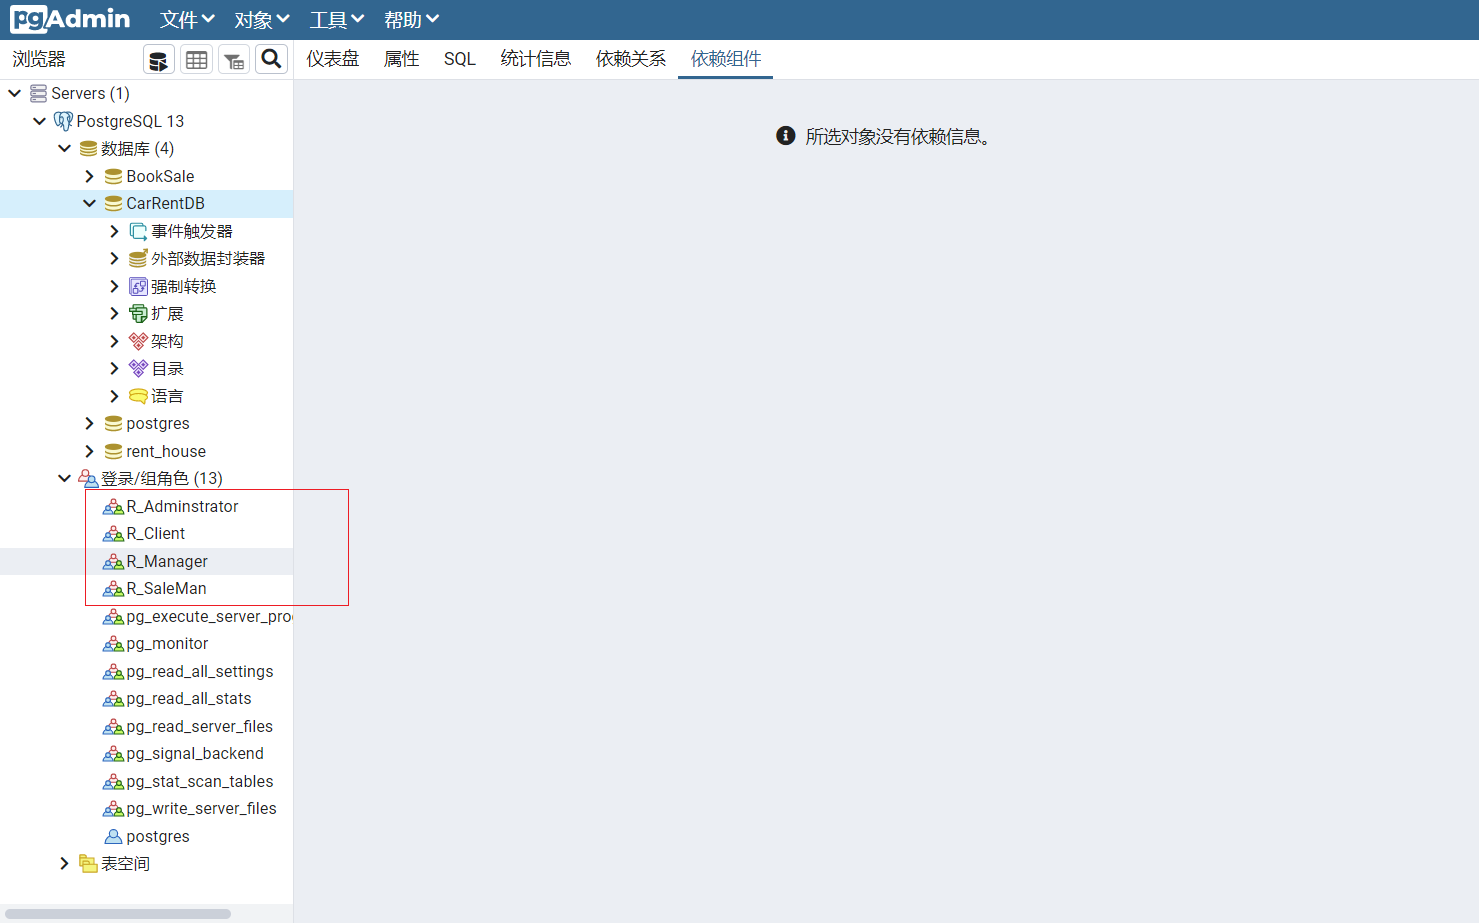 pgAdmin 文件 对象 工具 帮助
浏览器 仪表盘 属性 SQL 统计信息 依赖关系 依赖组件
Servers (1)
PostgreSQL 13
所选对象没有依赖信息。
数据库 (4)
BookSale
CarRentDB
事件触发器
外部数据封装器
强制转换
扩展
架构
目录
语言
postgres
rent_house
登录/组角色 (13)
R_Adminstrator
R_Client
R_Manager
R_SaleMan
pg_execute_server_pro
pg_monitor
pg_read_all_settings
pg_read_all_stats
pg_read_server_files
pg_signal_backend
pg_stat_scan_tables
pg_write_server_files
postgres
表空间